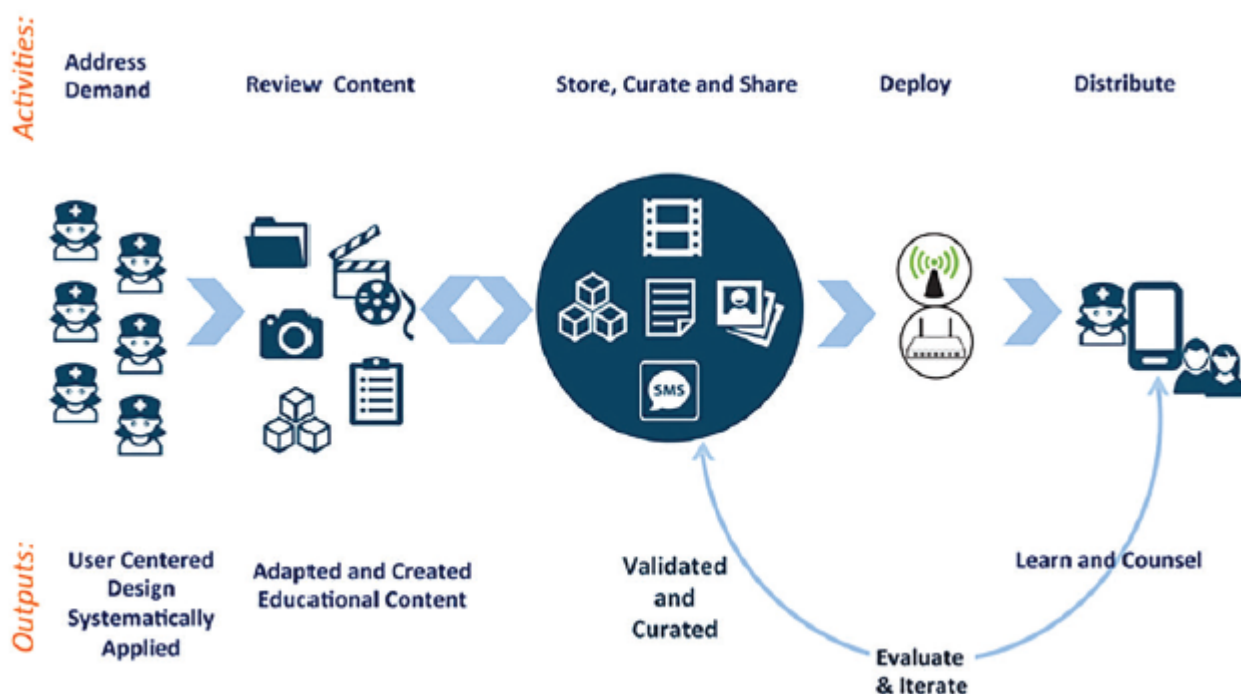 Activities:
Address
Demand
Review Content
Store, Curate and Share
Deploy
Distribute
SMS
Outputs:
User Centered
Design
Systematically
Applied
Adapted and Created
Educational Content
Validated
and
Curated
Learn and Counsel
Evaluate
& Iterate